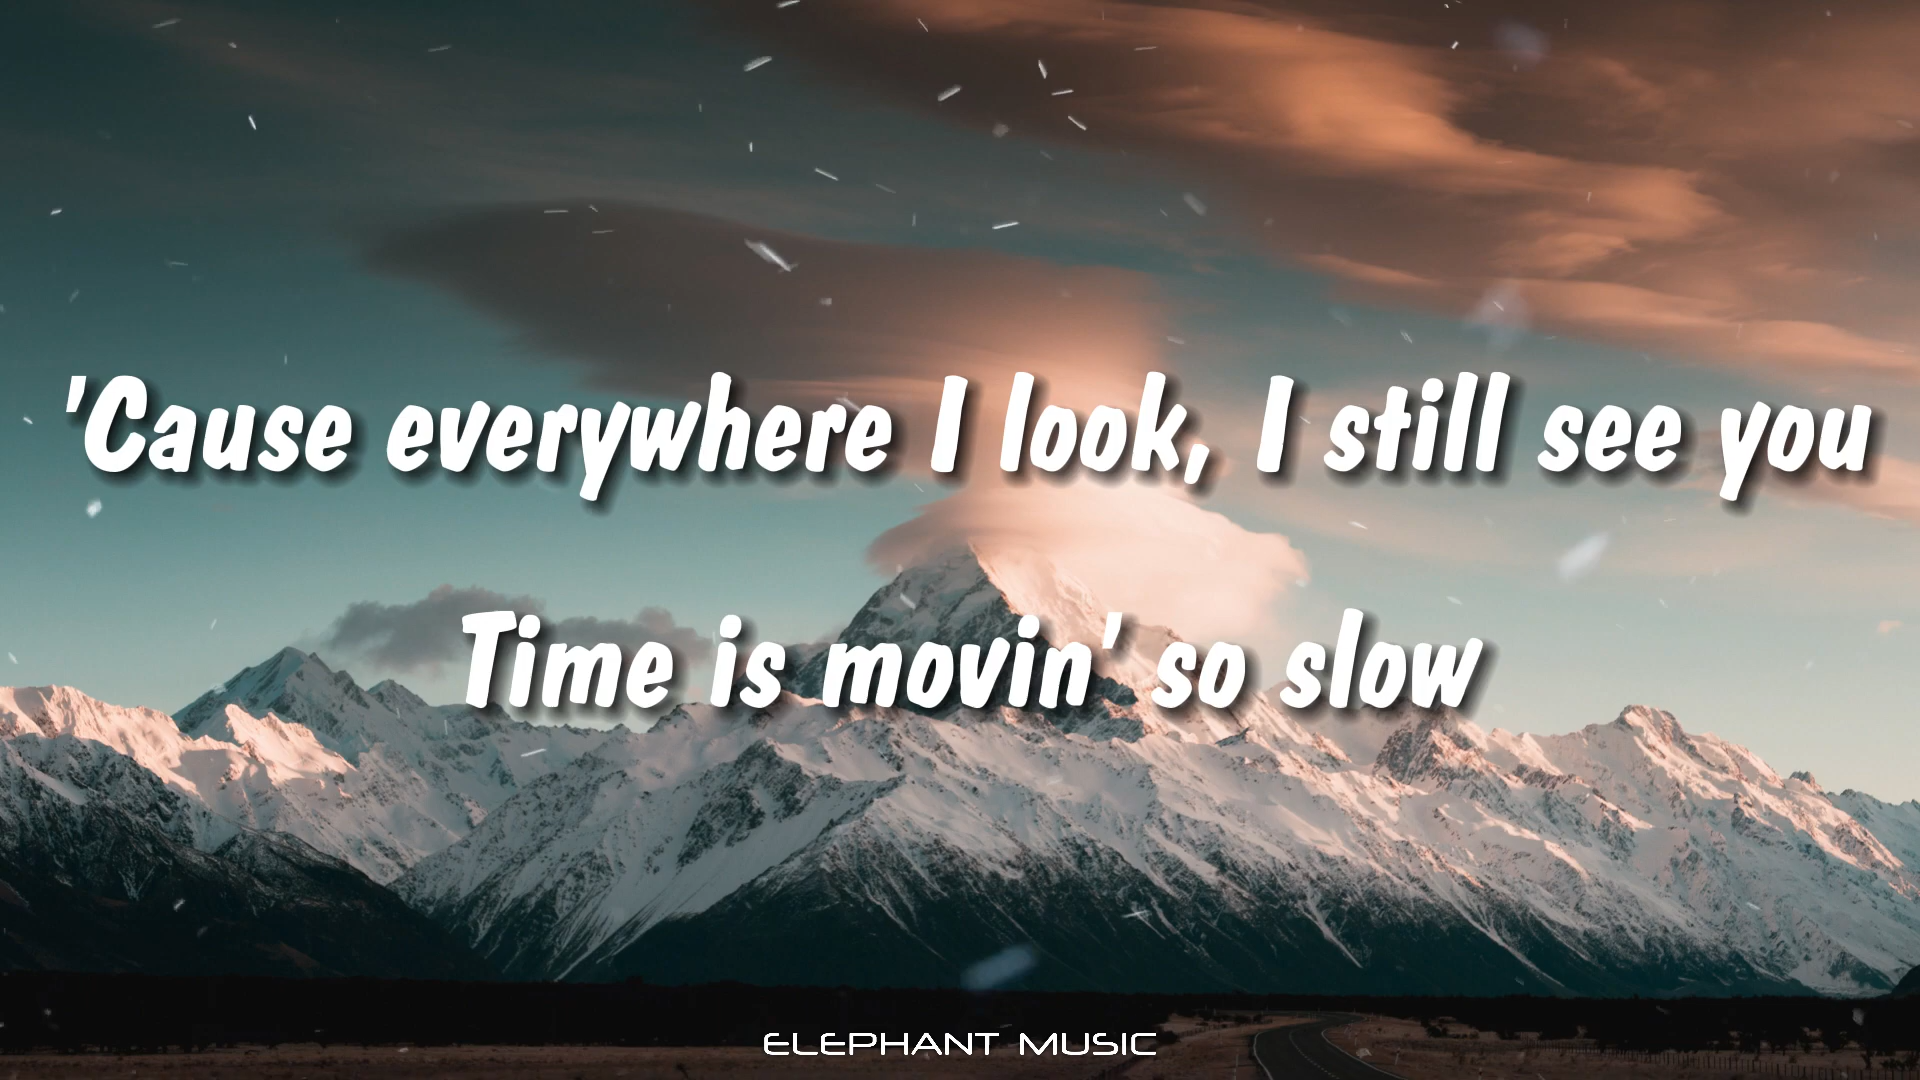 'Cause everywhere I look, I still see you
Time is movin' so slow
ELEPHANT MUSIC